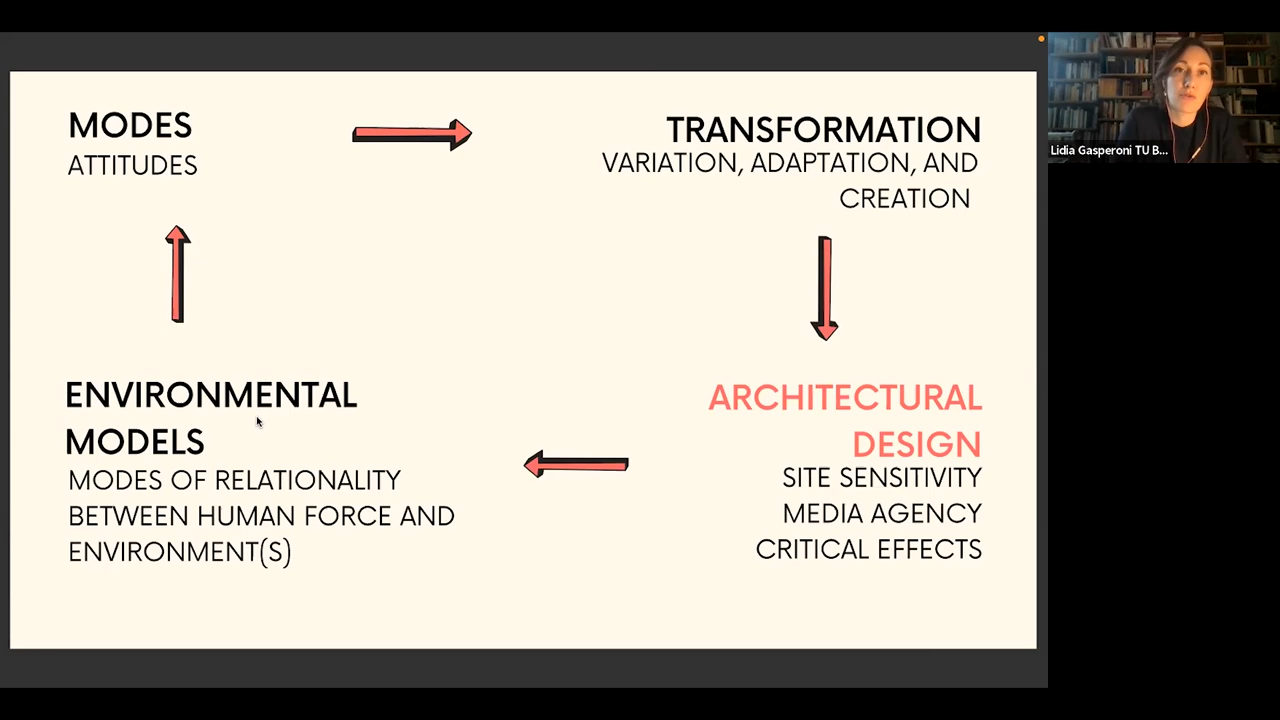 MODES
ATTITUDES
TRANSFORMATION
VARIATION, ADAPTATION, AND
CREATION
ENVIRONMENTAL
MODELS
MODES OF RELATIONALITY
BETWEEN HUMAN FORCE AND
ENVIRONMENT(S)
ARCHITECTURAL
DESIGN
SITE SENSITIVITY
MEDIA AGENCY
CRITICAL EFFECTS
Lidia Gasperoni TU B...